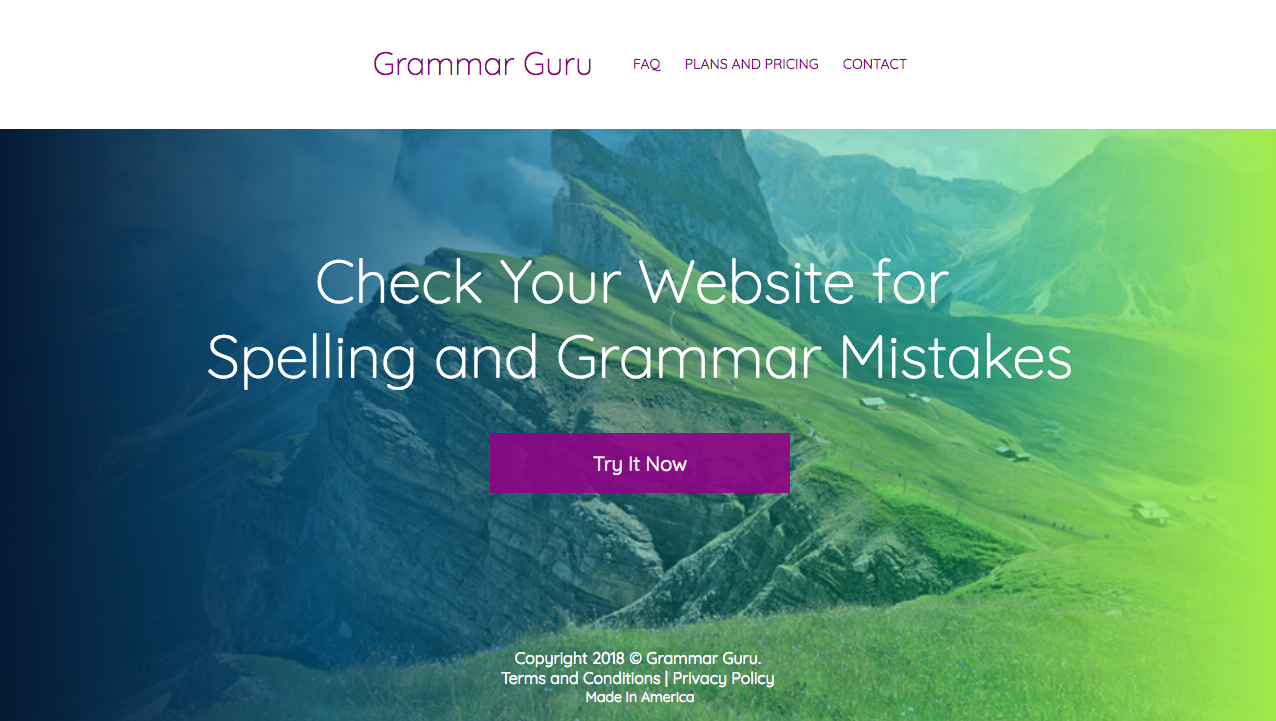 Grammar Guru
FAQ PLANS AND PRICING CONTACT
Check Your Website for
Spelling and Grammar Mistakes
Try It Now
Copyright 2018 © Grammar Guru.
Terms and Conditions | Privacy Policy
Made In America